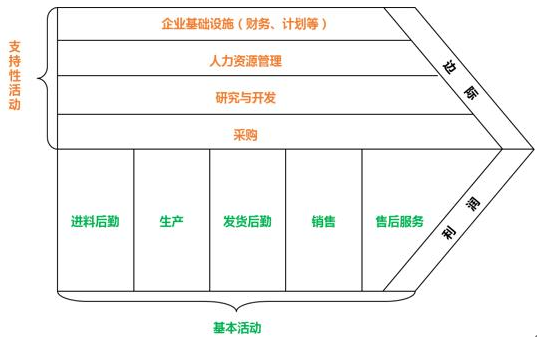 企业基础设施（财务、计划等）
支持性活动
人力资源管理
研究与开发
采购
边际
进料后勤
生产
发货后勤
销售
售后服务
利润
基本活动